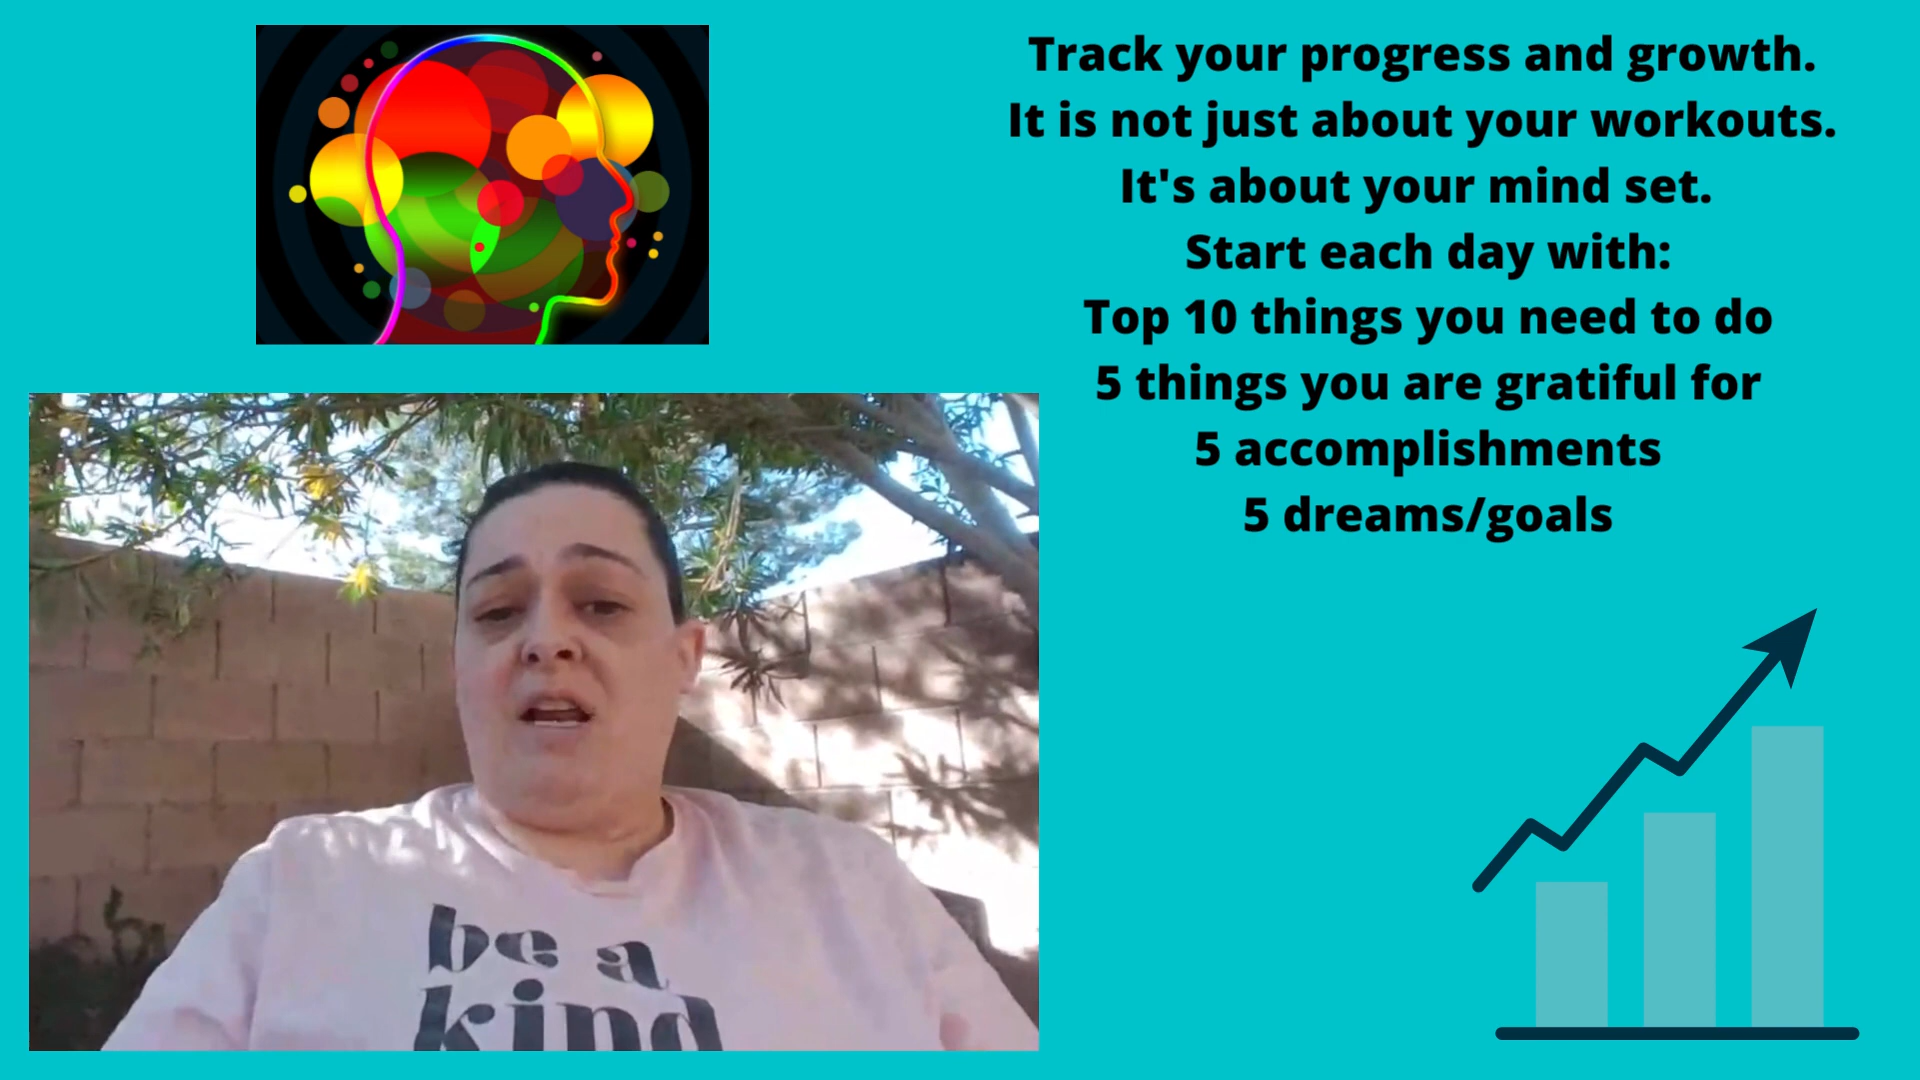 Track your progress and growth.
It is not just about your workouts.
It's about your mind set.
Start each day with:
Top 10 things you need to do
5 things you are gratiful for
5 accomplishments
5 dreams/goals
be a
kind